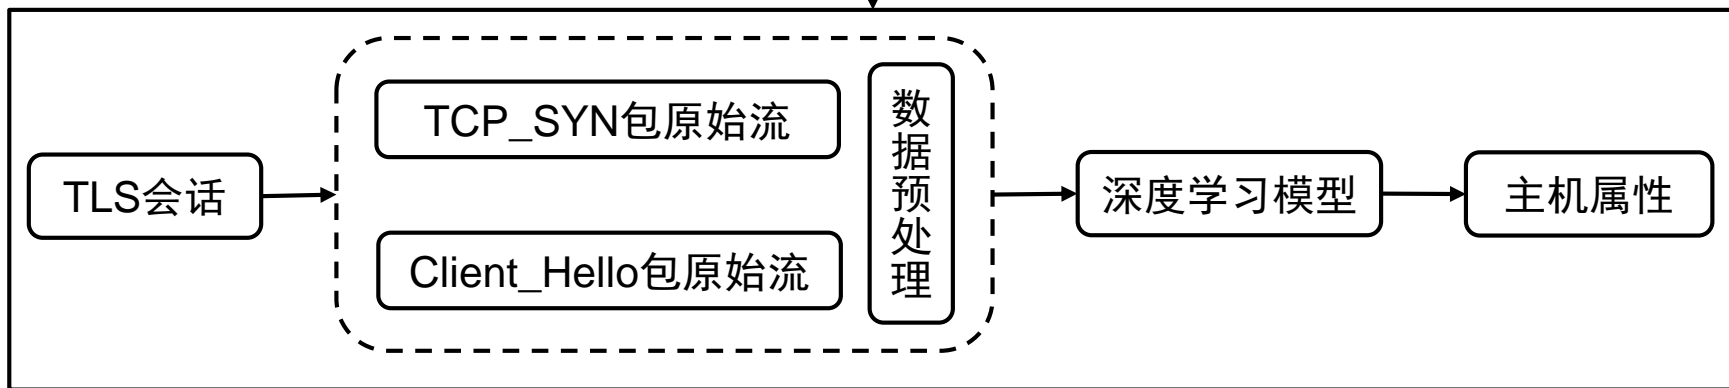 TLS会话
TCP_SYN包原始流
Client_Hello包原始流
数据预处理
深度学习模型
主机属性